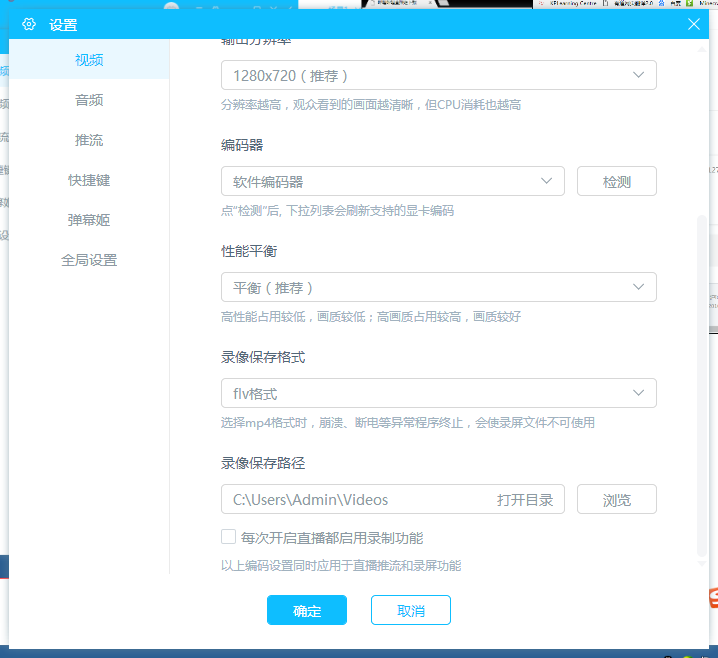 KPLearning Centre
设置
视频
音频
推流
快捷键
弹幕姬
全局设置
输出分辨率
1280x720（推荐）
分辨率越高，观众看到的画面越清晰，但CPU消耗也越高
编码器
软件编码器
检测
点"检测"后, 下拉列表会刷新支持的显卡编码
性能平衡
平衡（推荐）
高性能占用较低，画质较低；高画质占用较高，画质较好
录像保存格式
flv格式
选择mp4格式时，崩溃、断电等异常程序终止，会使录屏文件不可使用
录像保存路径
C:\Users\Admin\Videos
打开目录
浏览
每次开启直播都启用录制功能
以上编码设置同时应用于直播推流和录屏功能
确定
取消